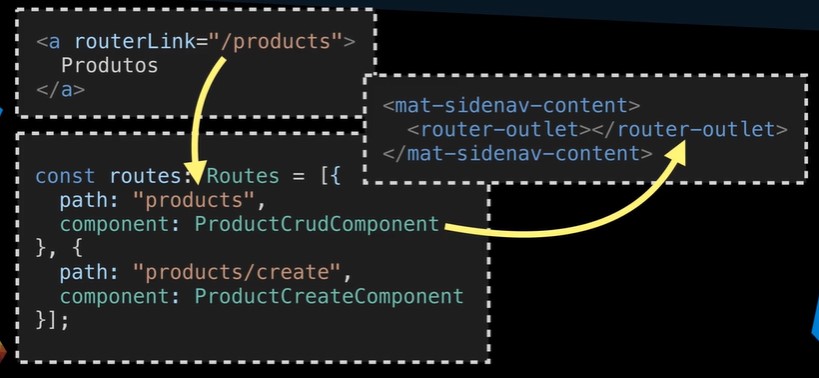 <a routerLink="/products">
  Produtos
</a>
<mat-sidenav-content>
  <router-outlet></router-outlet>
</mat-sidenav-content>
const routes: Routes = [{
  path: "products",
  component: ProductCrudComponent
}, {
  path: "products/create",
  component: ProductCreateComponent
}];